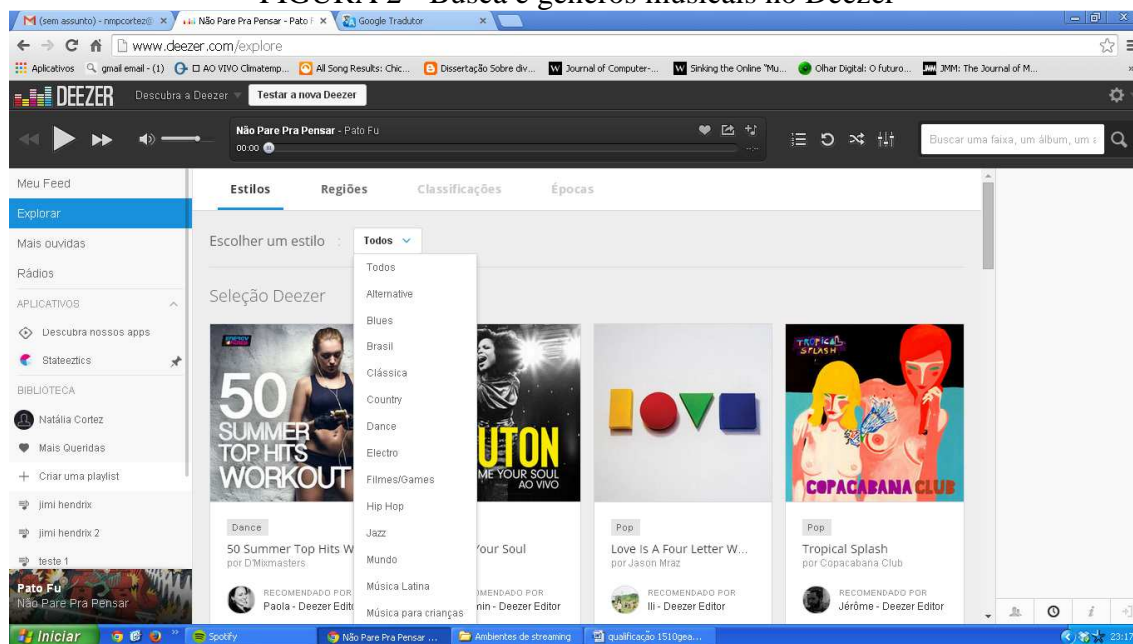 FIGURA 2 - Busca e gêneros musicais no Deezer
(sem assunto) - nmpcortez@
Não Pare Pra Pensar - Pato F
Google Tradutor
www.deezer.com/explore
Aplicativos
gmail email - (1)
AO VIVO Climatemp...
All Song Results: Chic...
Dissertação Sobre div...
Journal of Computer-...
Sinking the Online "Mu...
Olhar Digital: O futuro...
JMM: The Journal of M...
DEEZER
Descubra a Deezer
Testar a nova Deezer
Não Pare Pra Pensar - Pato Fu
00:00
Buscar uma faixa, um álbum, um a
Meu Feed
Explorar
Mais ouvidas
Rádios
APLICATIVOS
Descubra nossos apps
Stateeztics
BIBLIOTECA
Natália Cortez
Mais Queridas
Criar uma playlist
jimi hendrix
jimi hendrix 2
teste 1
Pato Fu
Não Pare Pra Pensar
Estilos
Regiões
Classificações
Épocas
Escolher um estilo :
Todos
Todos
Alternative
Blues
Brasil
Clássica
Country
Dance
Electro
Filmes/Games
Hip Hop
Jazz
Mundo
Música Latina
Música para crianças
Seleção Deezer
50
SUMMER
TOP HITS
WORKOUT
Dance
50 Summer Top Hits W
por D'Mixmasters
RECOMENDADO POR
Paola - Deezer Edit
UTON
ME YOUR SOUL
AO VIVO
Your Soul
MENDADO POR
nin - Deezer Editor
Pop
Love Is A Four Letter W...
por Jason Mraz
RECOMENDADO POR
Ili - Deezer Editor
TROPICAL
SPLASH
COPACABANA CLUB
Pop
Tropical Splash
por Copacabana Club
RECOMENDADO POR
Jérôme - Deezer Editor
Iniciar
Spotify
Não Pare Pra Pensar ...
Ambientes de streaming
qualificação 1510gea...
23:17